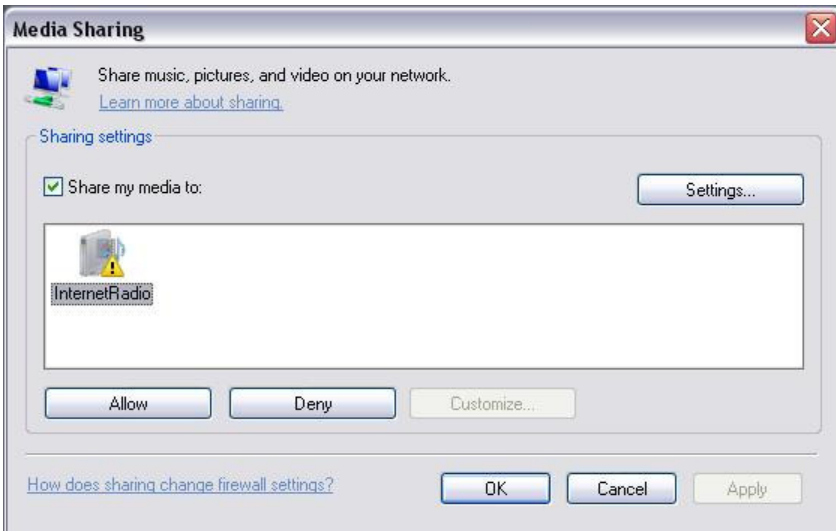 Media Sharing
Share music, pictures, and video on your network.
Learn more about sharing.
Sharing settings
Share my media to:
Settings...
InternetRadio
Allow
Deny
Customize...
How does sharing change firewall settings?
OK
Cancel
Apply